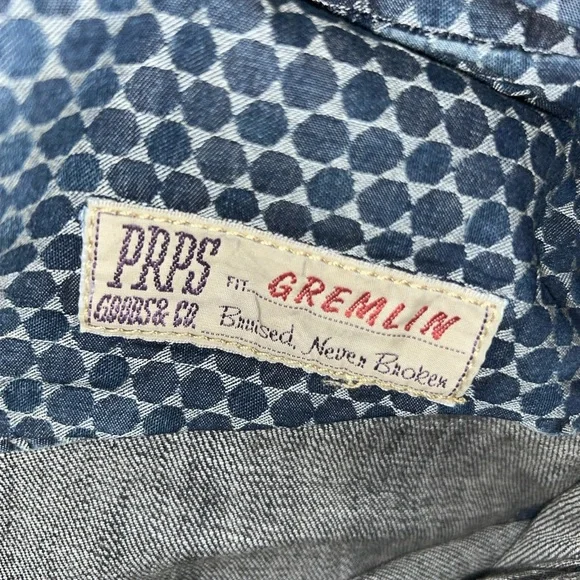 PRPS
GOODS & CO.
FIT... GREMLIN
Bruised, Never Broken